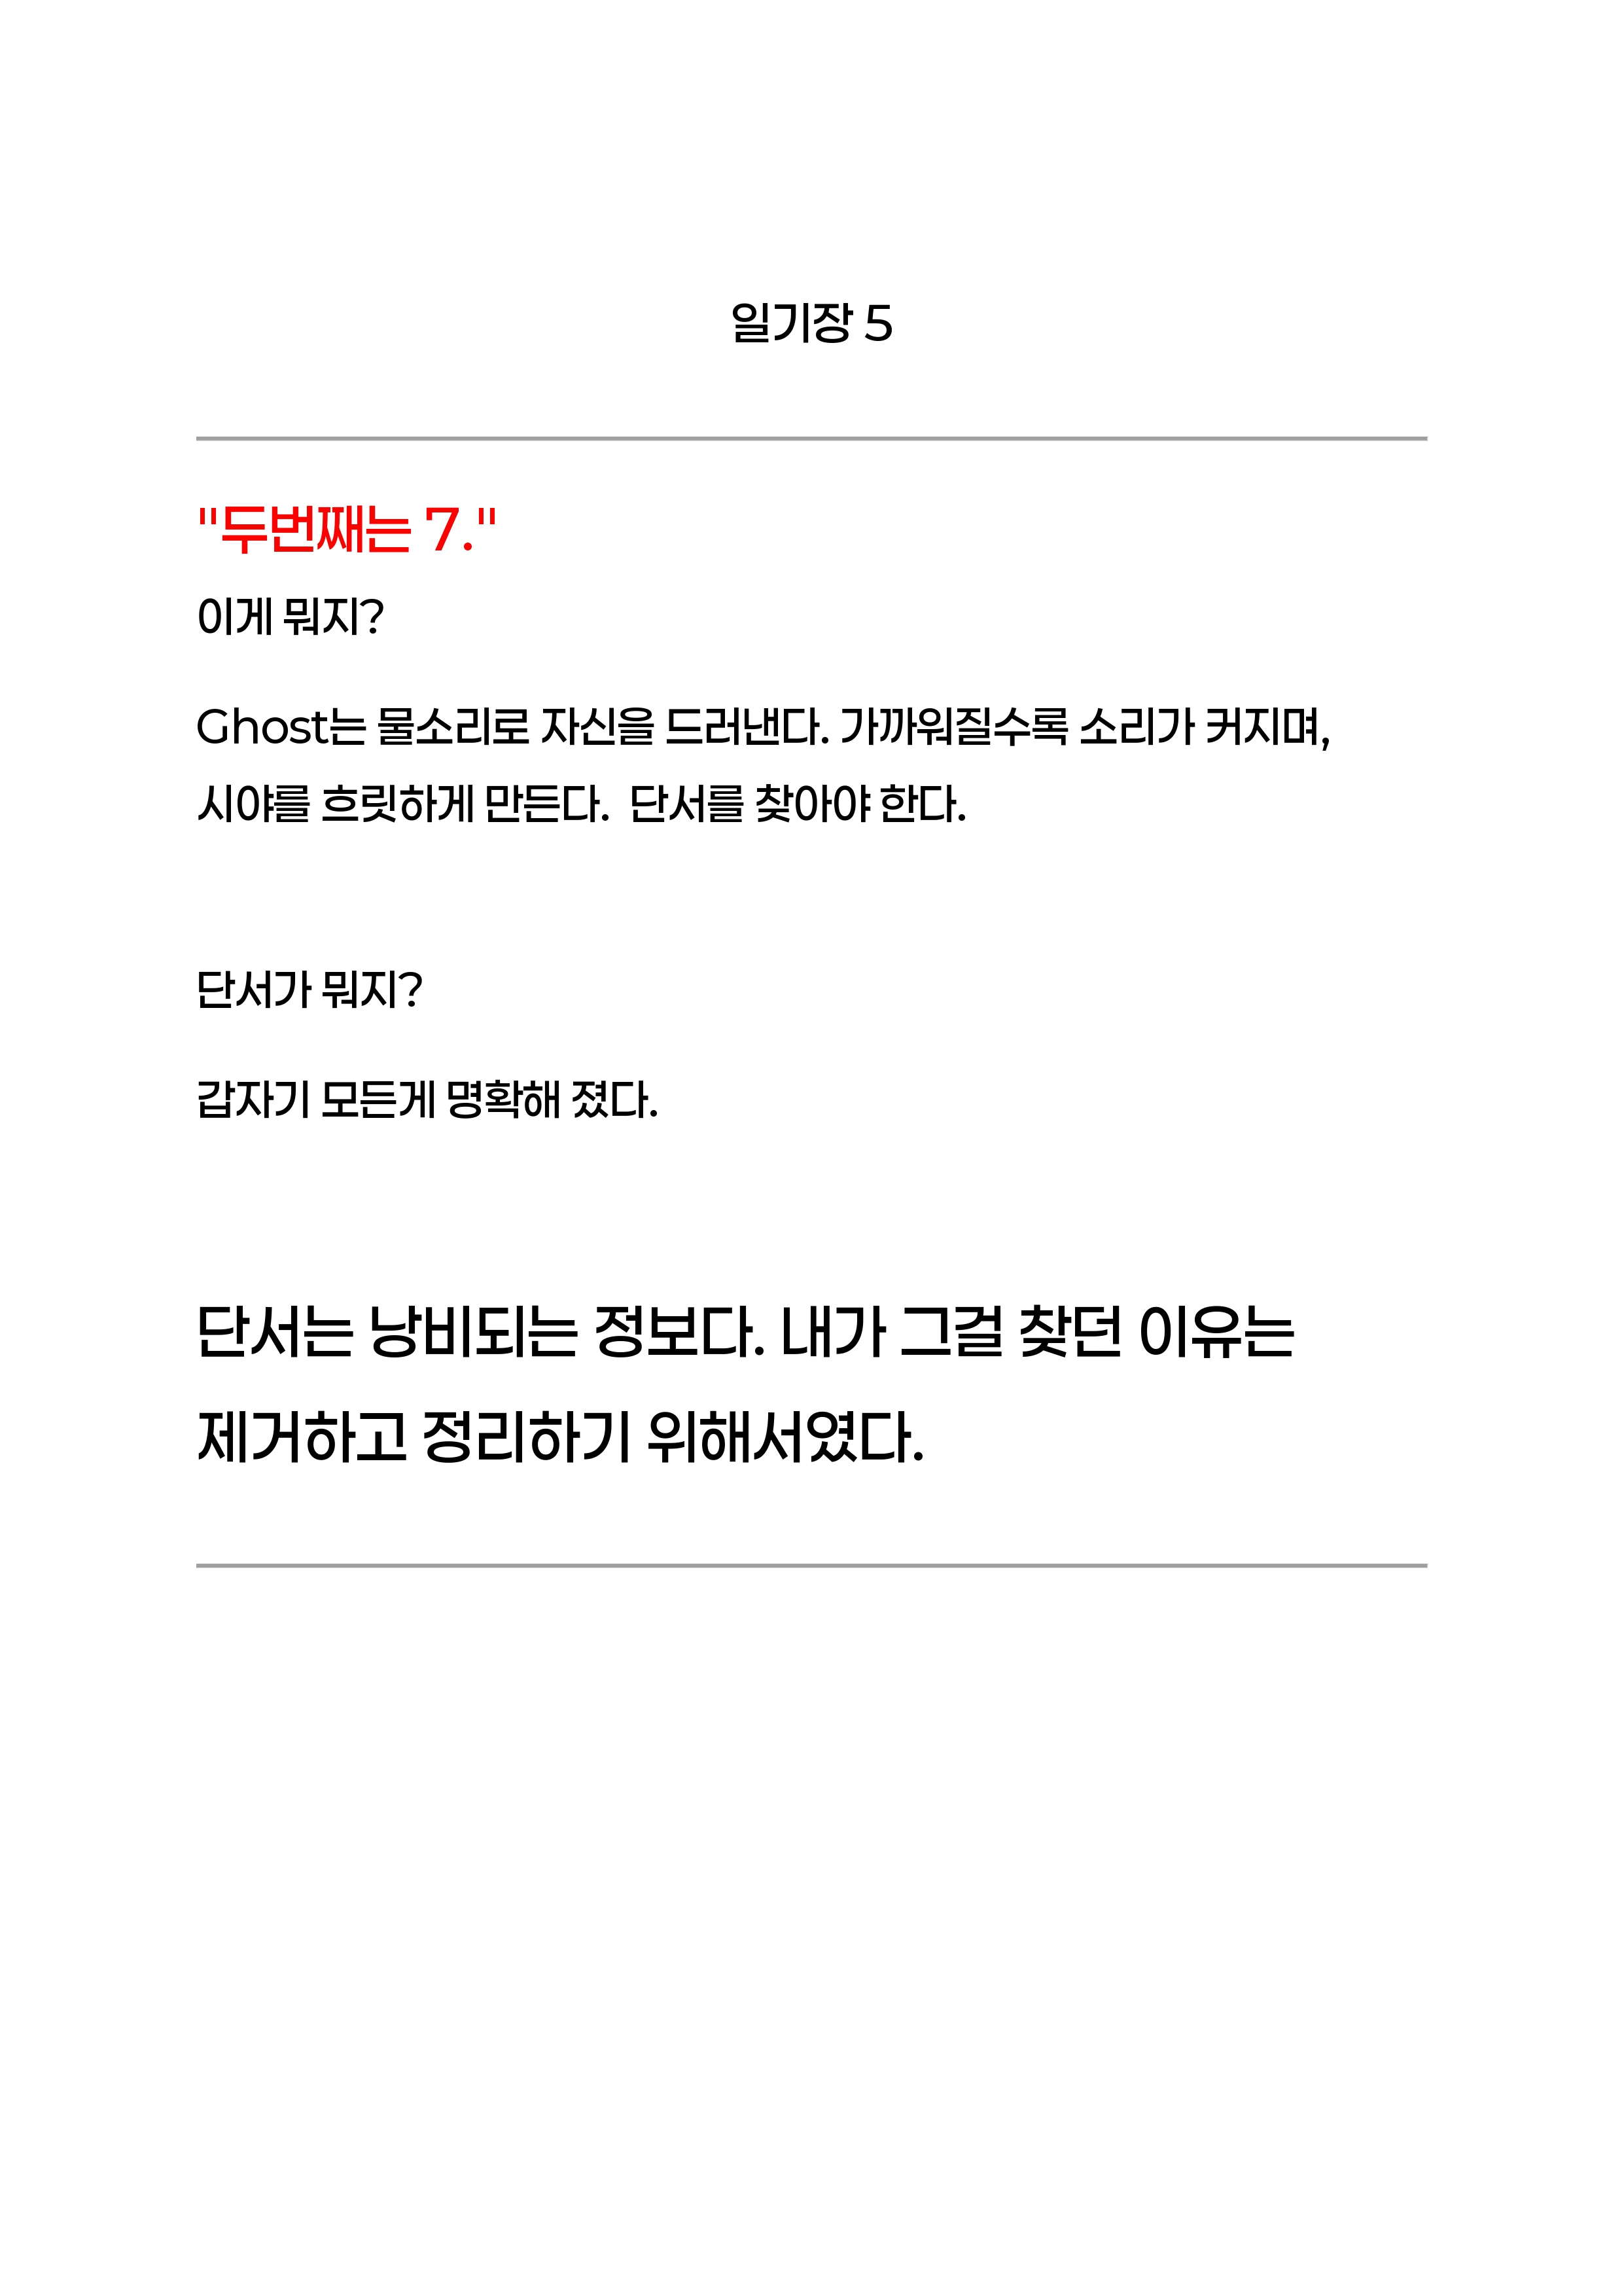 일기장 5
"두번째는 7."
이게 뭐지?
Ghost는 물소리로 자신을 드러낸다. 가까워질수록 소리가 커지며,
시야를 흐릿하게 만든다.  단서를 찾아야 한다.
단서가 뭐지?
갑자기 모든게 명확해 졌다.
단서는 낭비되는 정보다. 내가 그걸 찾던 이유는
제거하고 정리하기 위해서였다.